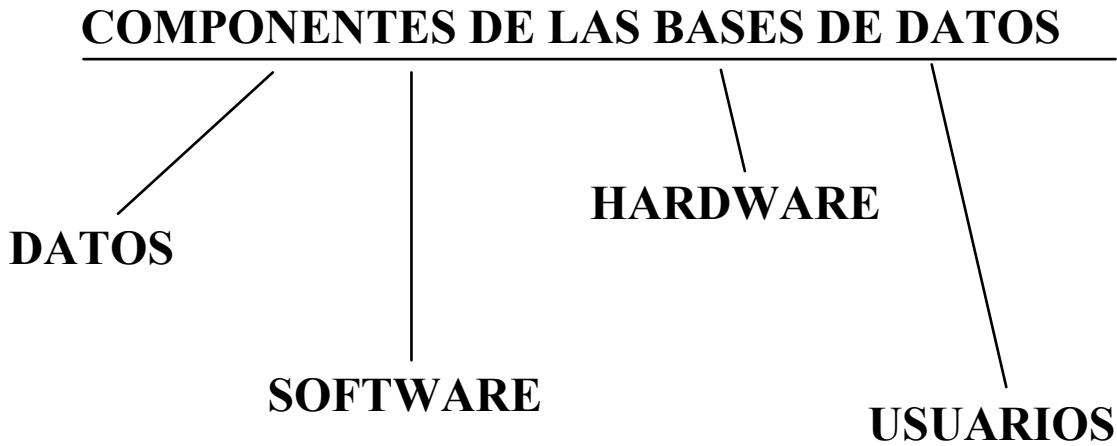 COMPONENTES DE LAS BASES DE DATOS
HARDWARE
DATOS
SOFTWARE
USUARIOS